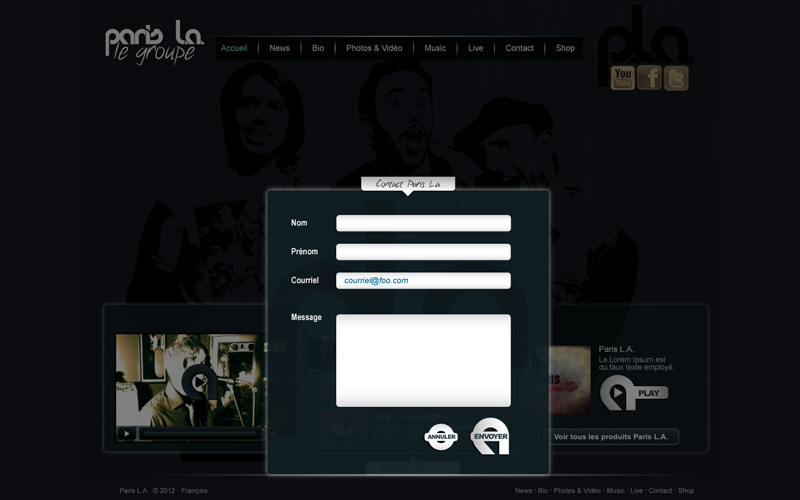 paris l.a.
le groupe
Accueil
News
Bio
Photos & Vidéo
Music
Live
Contact
Shop
pl.a.
You
Tube
Contact Paris L.a.
Nom
Prénom
Courriel
courriel@foo.com
Message
Paris L.A.
Le Lorem Ipsum est
du faux texte employé.
PLAY
ANNULER
ENVOYER
Voir tous les produits Paris L.A.
Paris L.A. © 2012 · Français
News · Bio · Photos & Vidéo · Music · Live · Contact · Shop